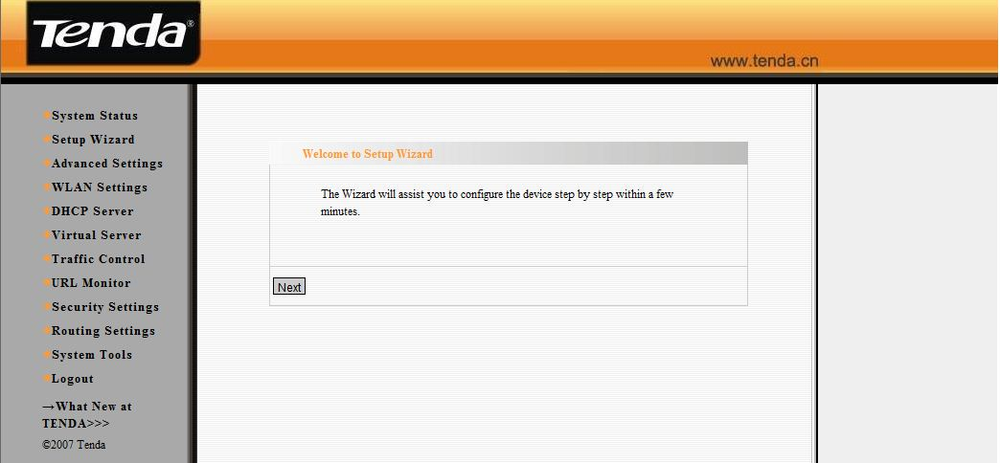 Tenda®
www.tenda.cn
System Status
Setup Wizard
Advanced Settings
WLAN Settings
DHCP Server
Virtual Server
Traffic Control
URL Monitor
Security Settings
Routing Settings
System Tools
Logout
→What New at
TENDA>>>
©2007 Tenda
Welcome to Setup Wizard
The Wizard will assist you to configure the device step by step within a few
minutes.
Next